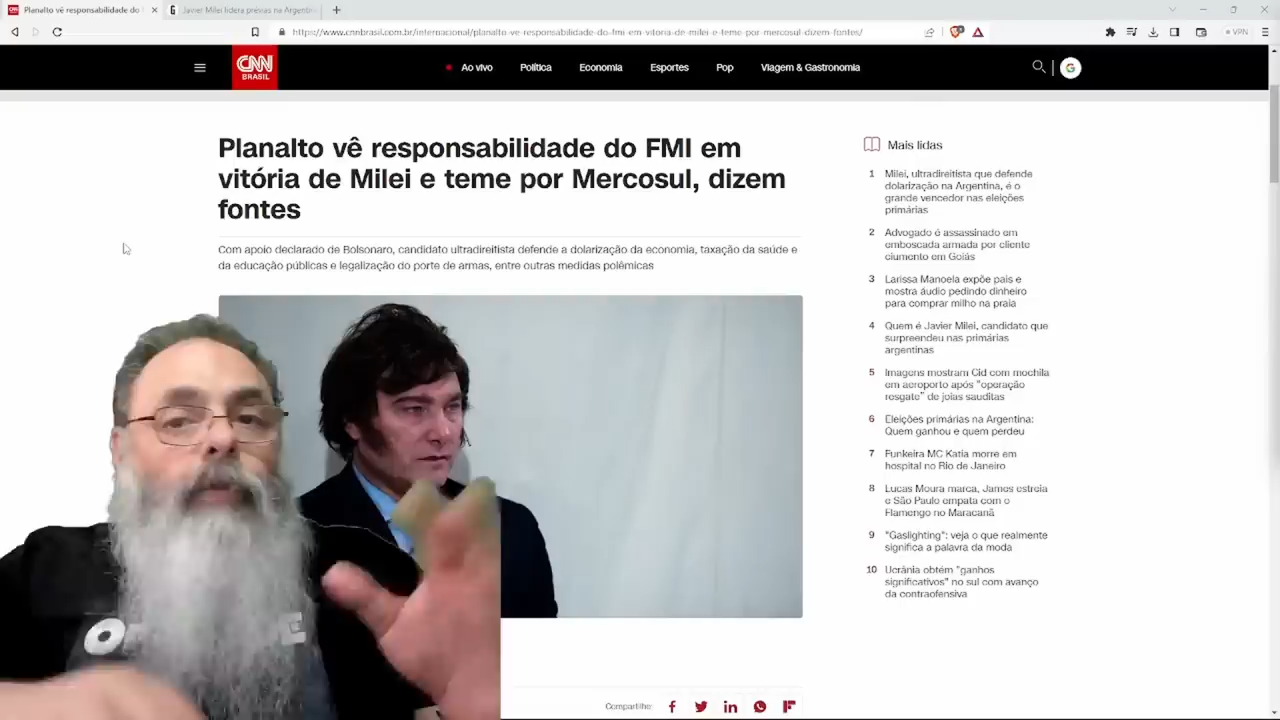 Planalto vê responsabilidade do
Javier Milei lidera prévias na Argentin
https://www.cnnbrasil.com.br/internacional/planalto-ve-responsabilidade-do-fmi-em-vitoria-de-milei-e-teme-por-mercosul-dizem-fontes/
VPN
CNN
BRASIL
Ao vivo
Política
Economia
Esportes
Pop
Viagem & Gastronomia
Planalto vê responsabilidade do FMI em
vitória de Milei e teme por Mercosul, dizem
fontes
Com apoio declarado de Bolsonaro, candidato ultradireitista defende a dolarização da economia, taxação da saúde e
da educação públicas e legalização do porte de armas, entre outras medidas polêmicas
Compartilhe:
Mais lidas
1 Milei, ultradireitista que defende
dolarização na Argentina, é o
grande vencedor nas eleições
primárias
2 Advogado é assassinado em
emboscada armada por cliente
ciumento em Goiás
3 Larissa Manoela expõe pais e
mostra áudio pedindo dinheiro
para comprar milho na praia
4 Quem é Javier Milei, candidato que
surpreendeu nas primárias
argentinas
5 Imagens mostram Cid com mochila
em aeroporto após "operação
resgate" de joias sauditas
6 Eleições primárias na Argentina:
Quem ganhou e quem perdeu
7 Funkeira MC Katia morre em
hospital no Rio de Janeiro
8 Lucas Moura marca, James estreia
e São Paulo empata com o
Flamengo no Maracanã
9 "Gaslighting": veja o que realmente
significa a palavra da moda
10 Ucrânia obtém "ganhos
significativos" no sul com avanço
da contraofensiva